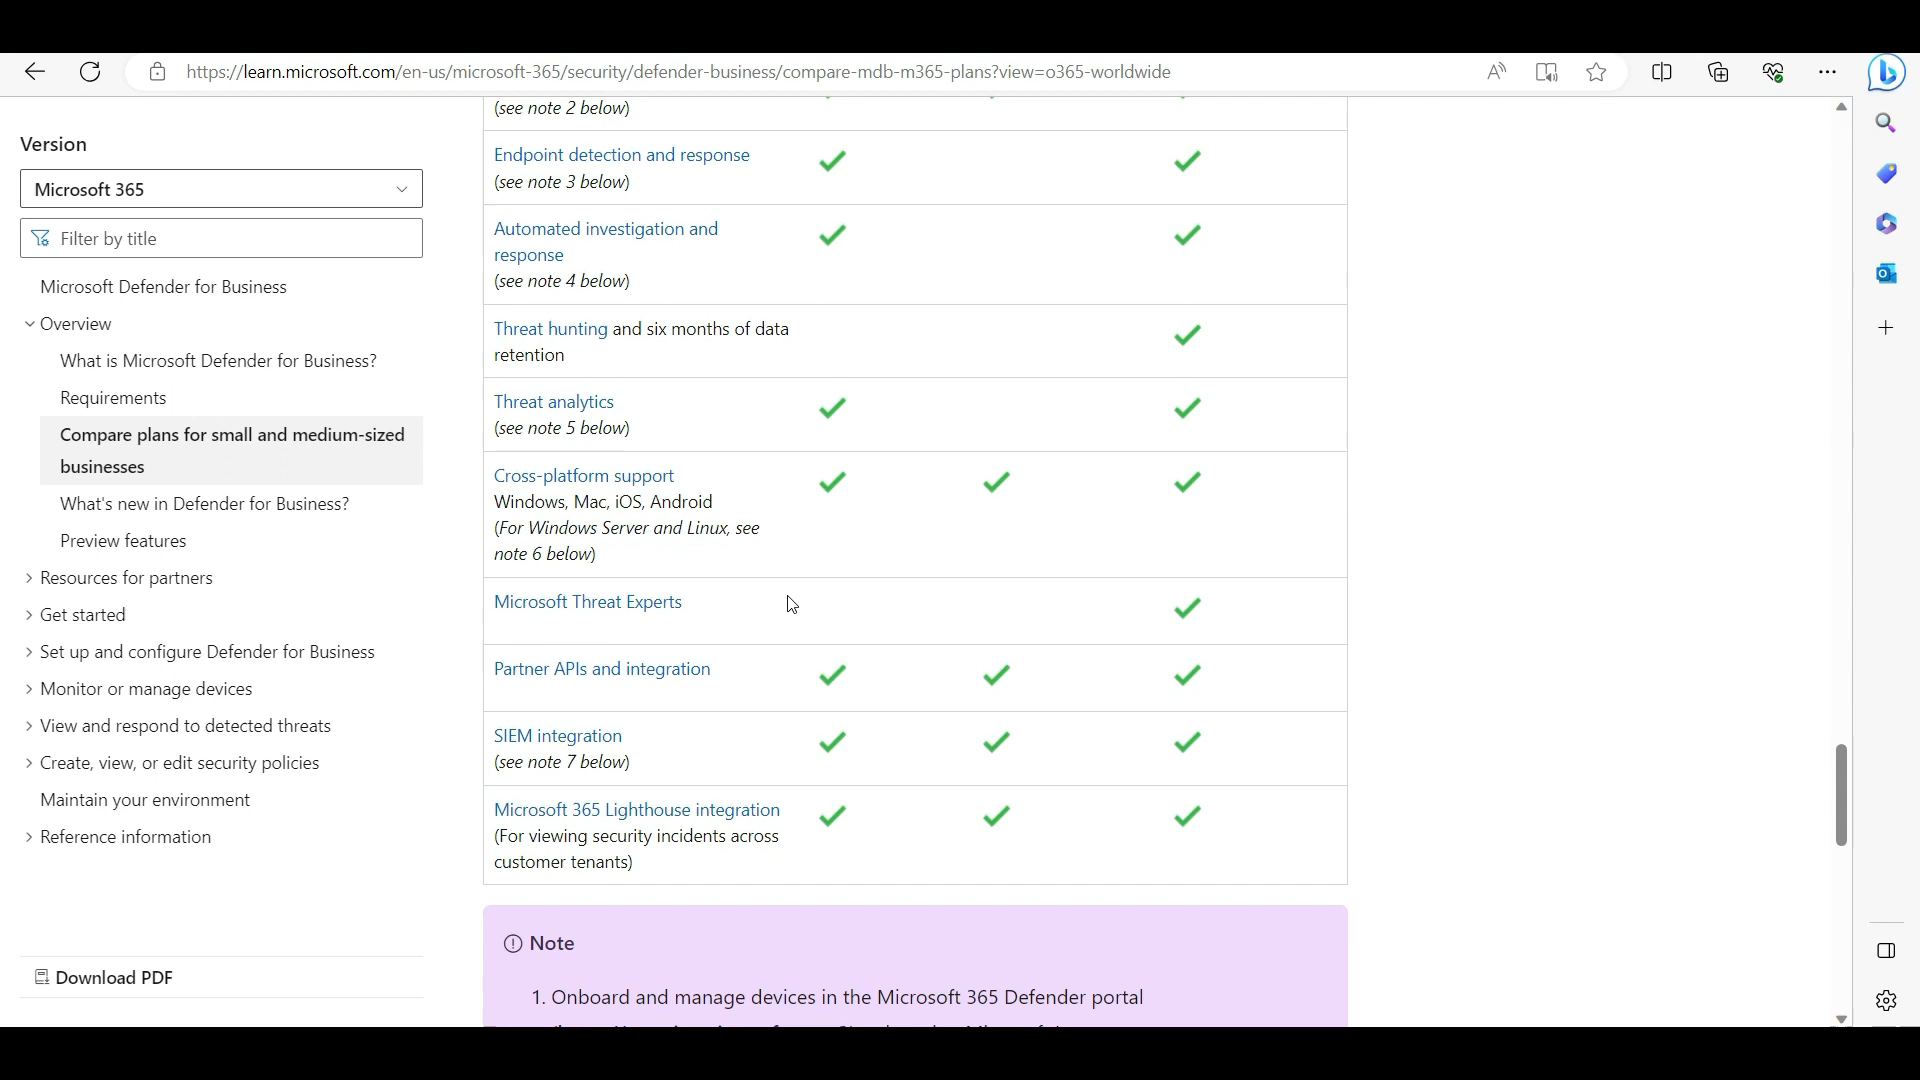 https://learn.microsoft.com/en-us/microsoft-365/security/defender-business/compare-mdb-m365-plans?view=o365-worldwide
Version
Microsoft 365
Filter by title
Microsoft Defender for Business
Overview
What is Microsoft Defender for Business?
Requirements
Compare plans for small and medium-sized
businesses
What's new in Defender for Business?
Preview features
Resources for partners
Get started
Set up and configure Defender for Business
Monitor or manage devices
View and respond to detected threats
Create, view, or edit security policies
Maintain your environment
Reference information
Download PDF
(see note 2 below)
Endpoint detection and response
(see note 3 below)
Automated investigation and
response
(see note 4 below)
Threat hunting and six months of data
retention
Threat analytics
(see note 5 below)
Cross-platform support
Windows, Mac, iOS, Android
(For Windows Server and Linux, see
note 6 below)
Microsoft Threat Experts
Partner APIs and integration
SIEM integration
(see note 7 below)
Microsoft 365 Lighthouse integration
(For viewing security incidents across
customer tenants)
Note
1. Onboard and manage devices in the Microsoft 365 Defender portal